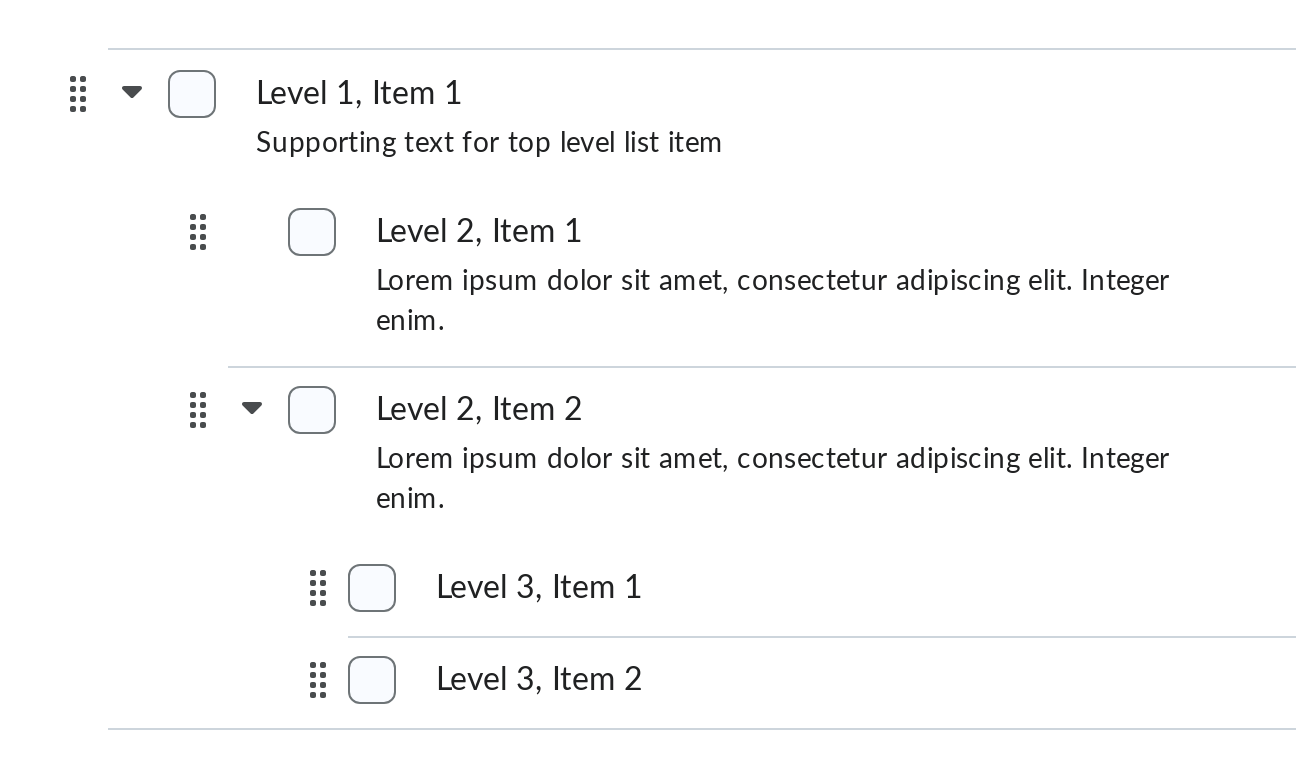 Level 1, Item 1
Supporting text for top level list item
Level 2, Item 1
Lorem ipsum dolor sit amet, consectetur adipiscing elit. Integer
enim.
Level 2, Item 2
Lorem ipsum dolor sit amet, consectetur adipiscing elit. Integer
enim.
Level 3, Item 1
Level 3, Item 2